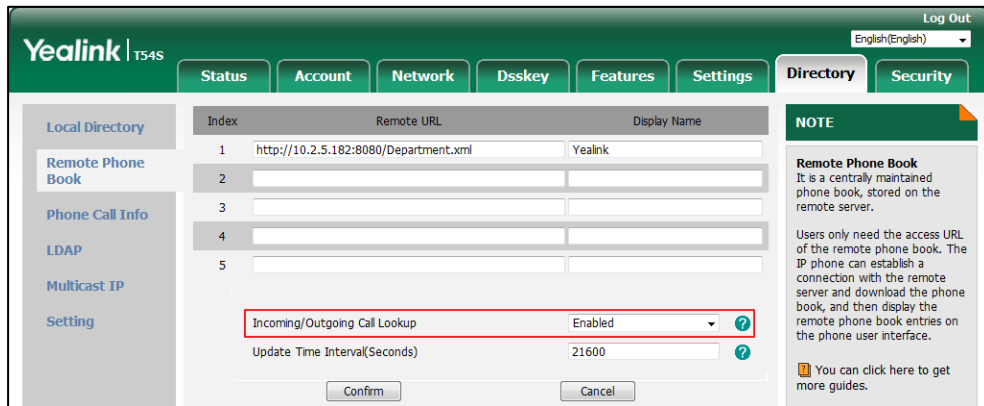 Log Out
English(English)
Yealink T54S
Status Account Network Dsskey Features Settings Directory Security
Local Directory
Remote Phone
Book
Phone Call Info
LDAP
Multicast IP
Setting
Index Remote URL Display Name
1 http://10.2.5.182:8080/Department.xml Yealink
2
3
4
5
Incoming/Outgoing Call Lookup Enabled ?
Update Time Interval(Seconds) 21600 ?
Confirm Cancel
NOTE
Remote Phone Book
It is a centrally maintained
phone book, stored on the
remote server.
Users only need the access URL
of the remote phone book. The
IP phone can establish a
connection with the remote
server and download the phone
book, and then display the
remote phone book entries on
the phone user interface.
? You can click here to get
more guides.